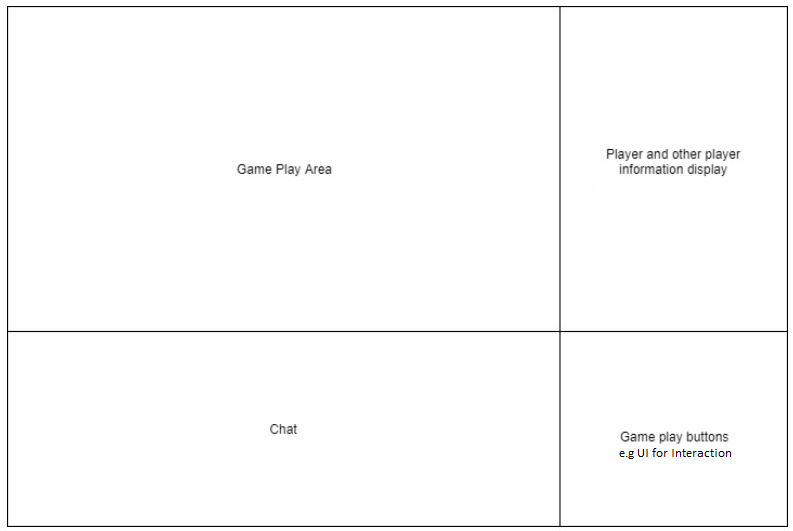 Game Play Area
Player and other player
information display
Chat
Game play buttons
e.g UI for Interaction